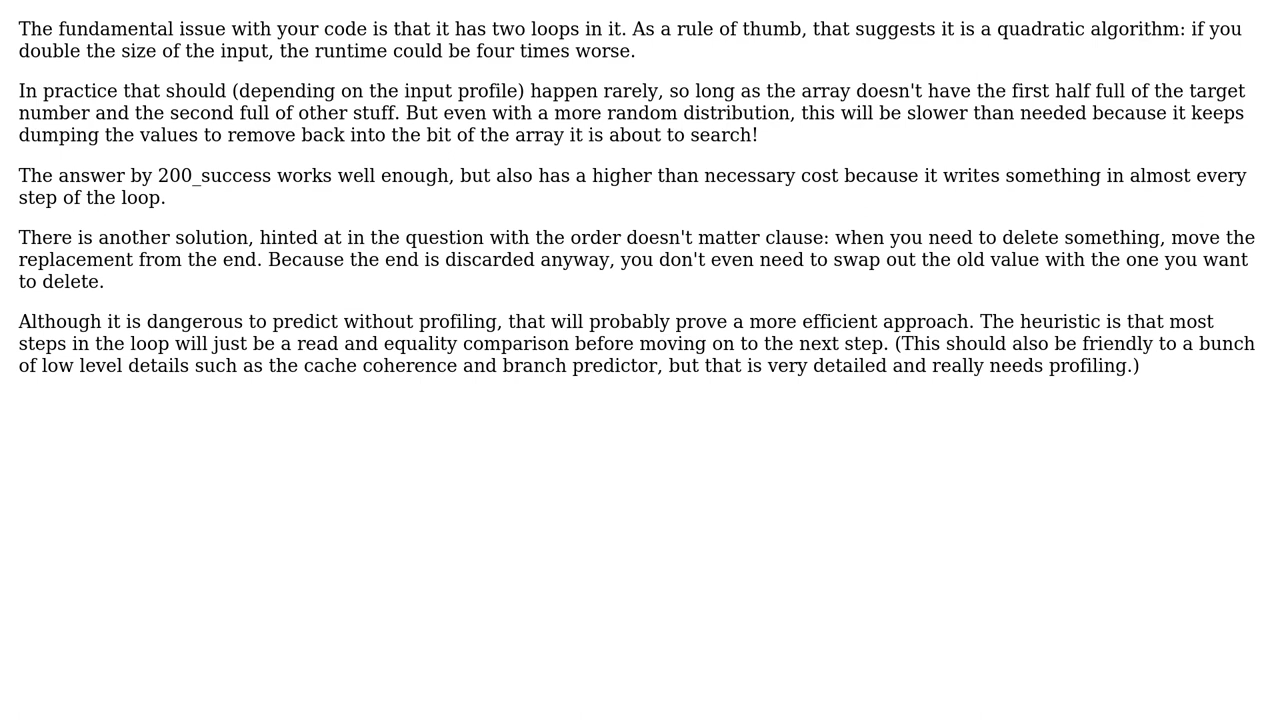 The fundamental issue with your code is that it has two loops in it. As a rule of thumb, that suggests it is a quadratic algorithm: if you
double the size of the input, the runtime could be four times worse.
In practice that should (depending on the input profile) happen rarely, so long as the array doesn't have the first half full of the target
number and the second full of other stuff. But even with a more random distribution, this will be slower than needed because it keeps
dumping the values to remove back into the bit of the array it is about to search!
The answer by 200_success works well enough, but also has a higher than necessary cost because it writes something in almost every
step of the loop.
There is another solution, hinted at in the question with the order doesn't matter clause: when you need to delete something, move the
replacement from the end. Because the end is discarded anyway, you don't even need to swap out the old value with the one you want
to delete.
Although it is dangerous to predict without profiling, that will probably prove a more efficient approach. The heuristic is that most
steps in the loop will just be a read and equality comparison before moving on to the next step. (This should also be friendly to a bunch
of low level details such as the cache coherence and branch predictor, but that is very detailed and really needs profiling.)